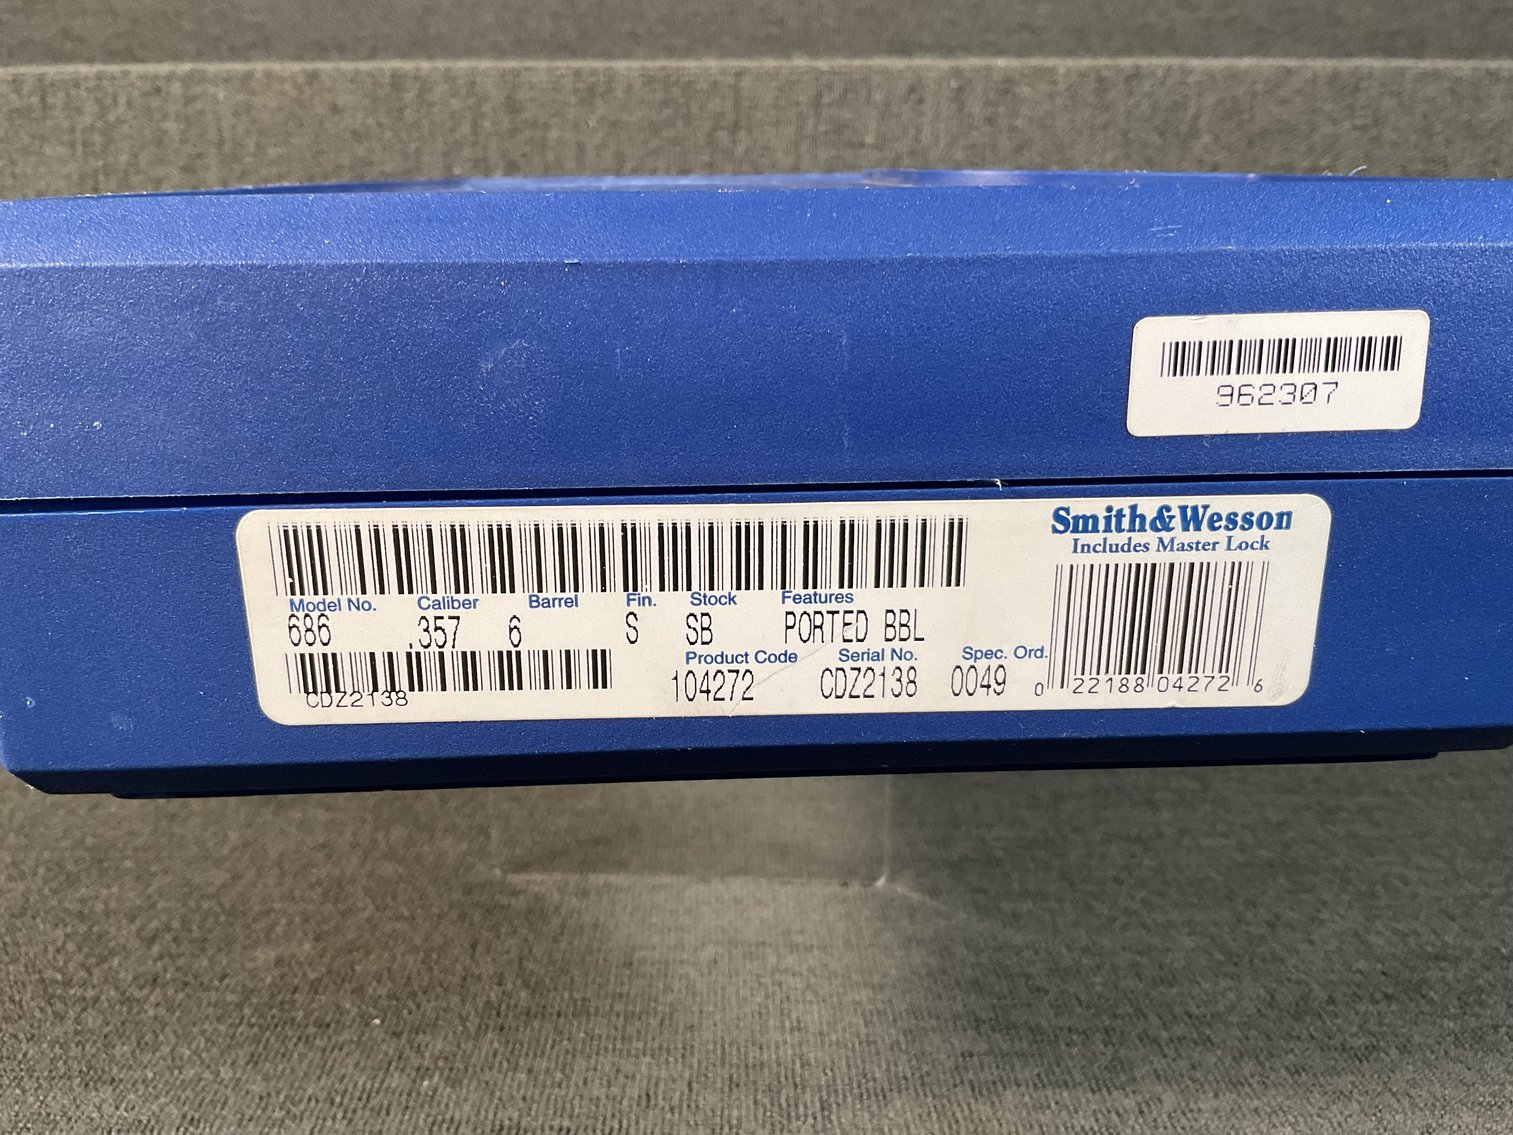 962307
Smith&Wesson
Includes Master Lock
Model No. Caliber Barrel Fin. Stock Features
686 .357 6 S SB PORTED BBL
Product Code Serial No. Spec. Ord.
104272 CDZ2138 0049
CDZ2138
0 22188 04272 6